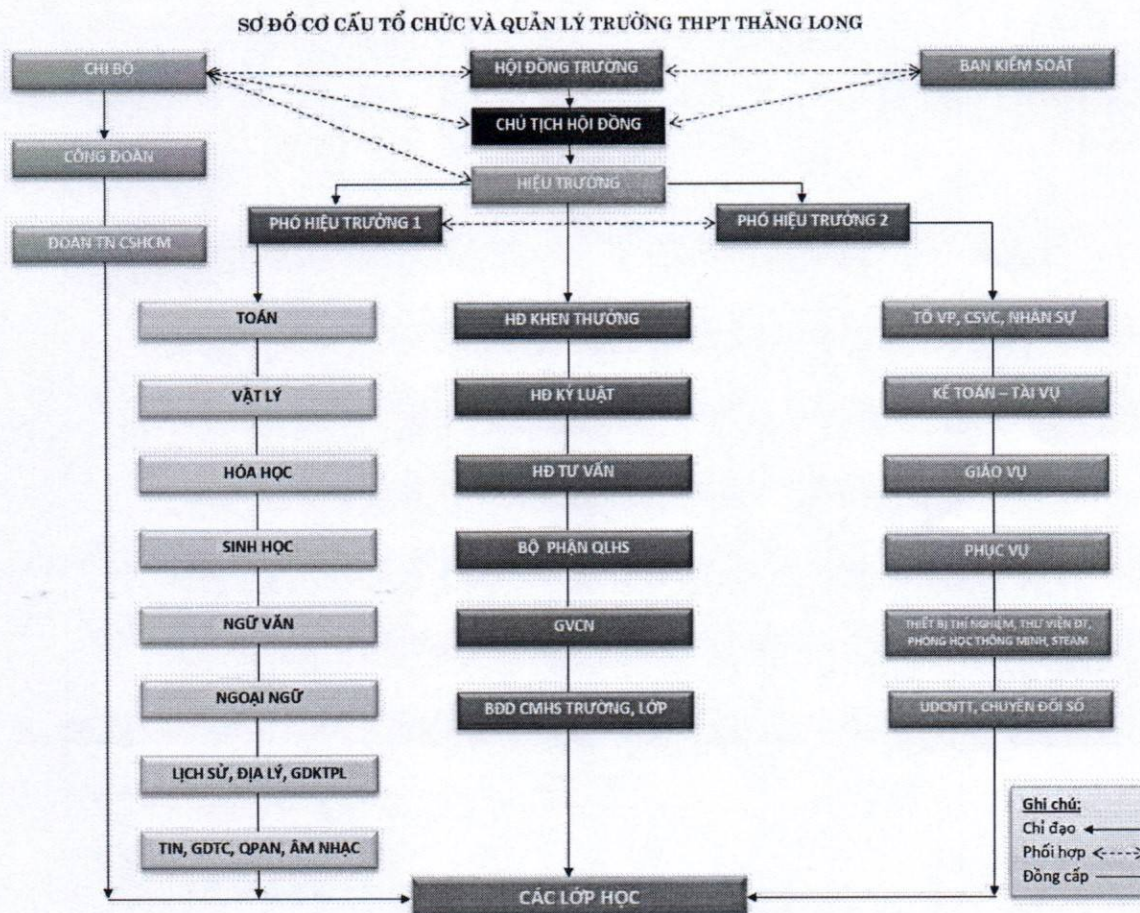 SƠ ĐỒ CƠ CẤU TỔ CHỨC VÀ QUẢN LÝ TRƯỜNG THPT THĂNG LONG
CHI BỘ
HỘI ĐỒNG TRƯỜNG
BAN KIỂM SOÁT
CHỦ TỊCH HỘI ĐỒNG
CÔNG ĐOÀN
HIỆU TRƯỞNG
PHÓ HIỆU TRƯỞNG 1
PHÓ HIỆU TRƯỞNG 2
ĐOÀN TN CSHCM
TOÁN
HĐ KHEN THƯỞNG
TỔ VP, CSVC, NHÂN SỰ
VẬT LÝ
HĐ KỶ LUẬT
KẾ TOÁN – TÀI VỤ
HÓA HỌC
HĐ TƯ VẤN
GIÁO VỤ
SINH HỌC
BỘ PHẬN QLHS
PHỤC VỤ
NGỮ VĂN
GVCN
THIẾT BỊ THÍ NGHIỆM, THƯ VIỆN ĐT,
PHÒNG HỌC THÔNG MINH, STEAM
NGOẠI NGỮ
BĐD CMHS TRƯỜNG, LỚP
UDCNTT, CHUYỂN ĐỔI SỐ
LỊCH SỬ, ĐỊA LÝ, GDKTPL
TIN, GDTC, QPAN, ÂM NHẠC
CÁC LỚP HỌC
Ghi chú:
Chỉ đạo
Phối hợp
Đồng cấp